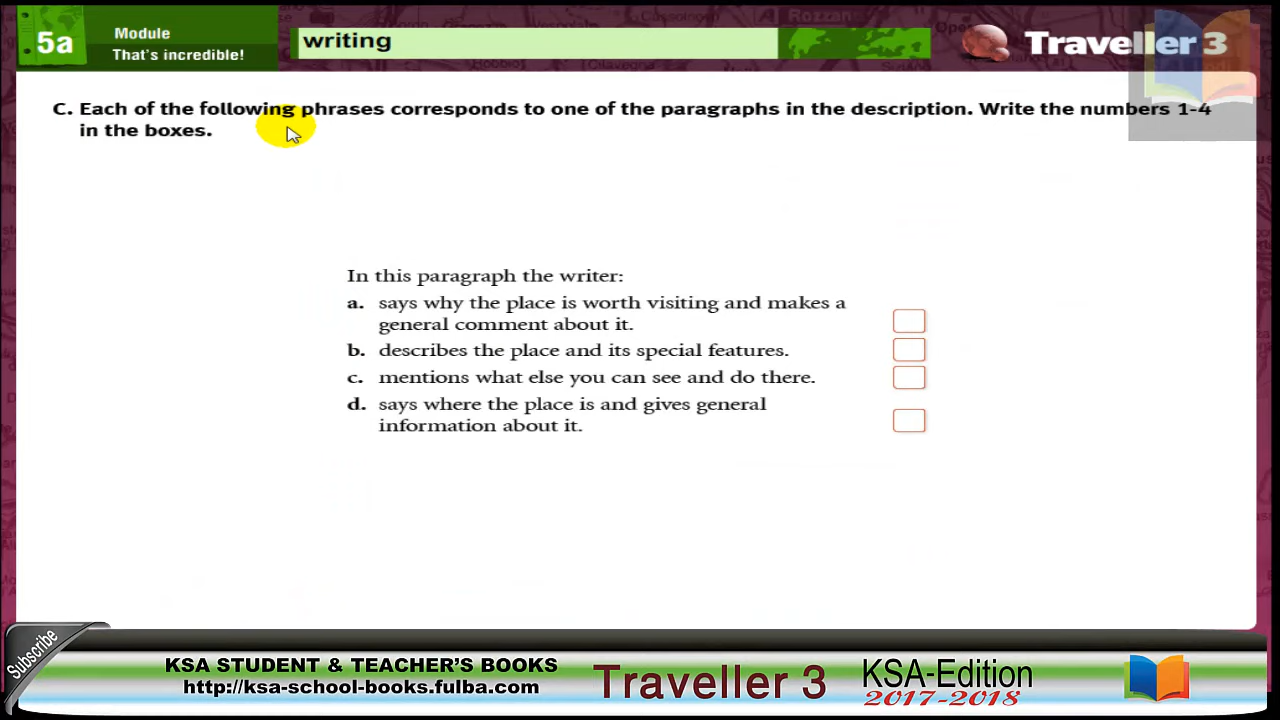 5a
Module
That's incredible!
writing
Traveller 3
C. Each of the following phrases corresponds to one of the paragraphs in the description. Write the numbers 1-4
in the boxes.
In this paragraph the writer:
a. says why the place is worth visiting and makes a
general comment about it.
b. describes the place and its special features.
c. mentions what else you can see and do there.
d. says where the place is and gives general
information about it.
Subscribe
KSA STUDENT & TEACHER'S BOOKS
http://ksa-school-books.fulba.com
Traveller 3
KSA-Edition
2017-2018